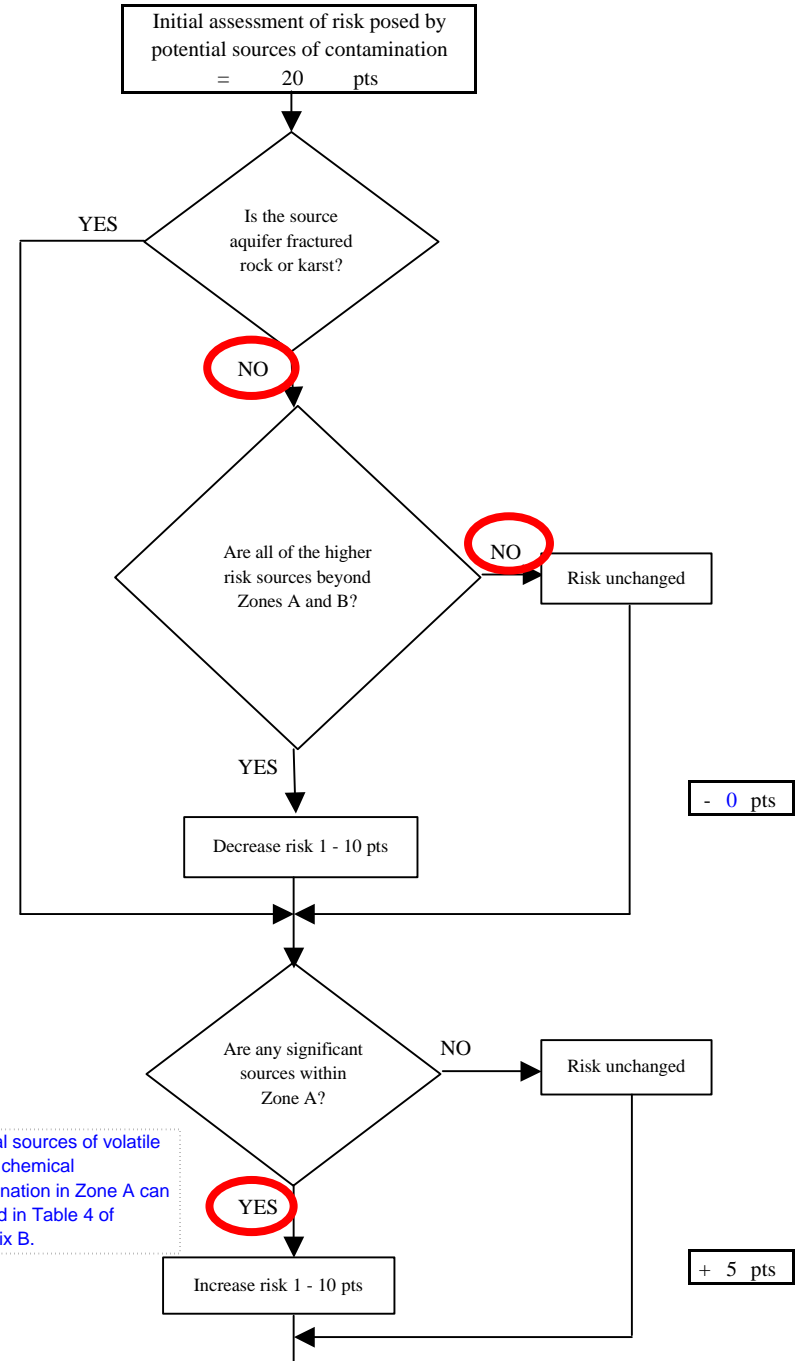 Initial assessment of risk posed by
potential sources of contamination
= 20 pts
Is the source
aquifer fractured
rock or karst?
YES
NO
Are all of the higher
risk sources beyond
Zones A and B?
NO
Risk unchanged
YES
- 0 pts
Decrease risk 1 - 10 pts
Are any significant
sources within
Zone A?
NO
Risk unchanged
sources of volatile
chemical
in Zone A can
in Table 4 of
B.
YES
+ 5 pts
Increase risk 1 - 10 pts